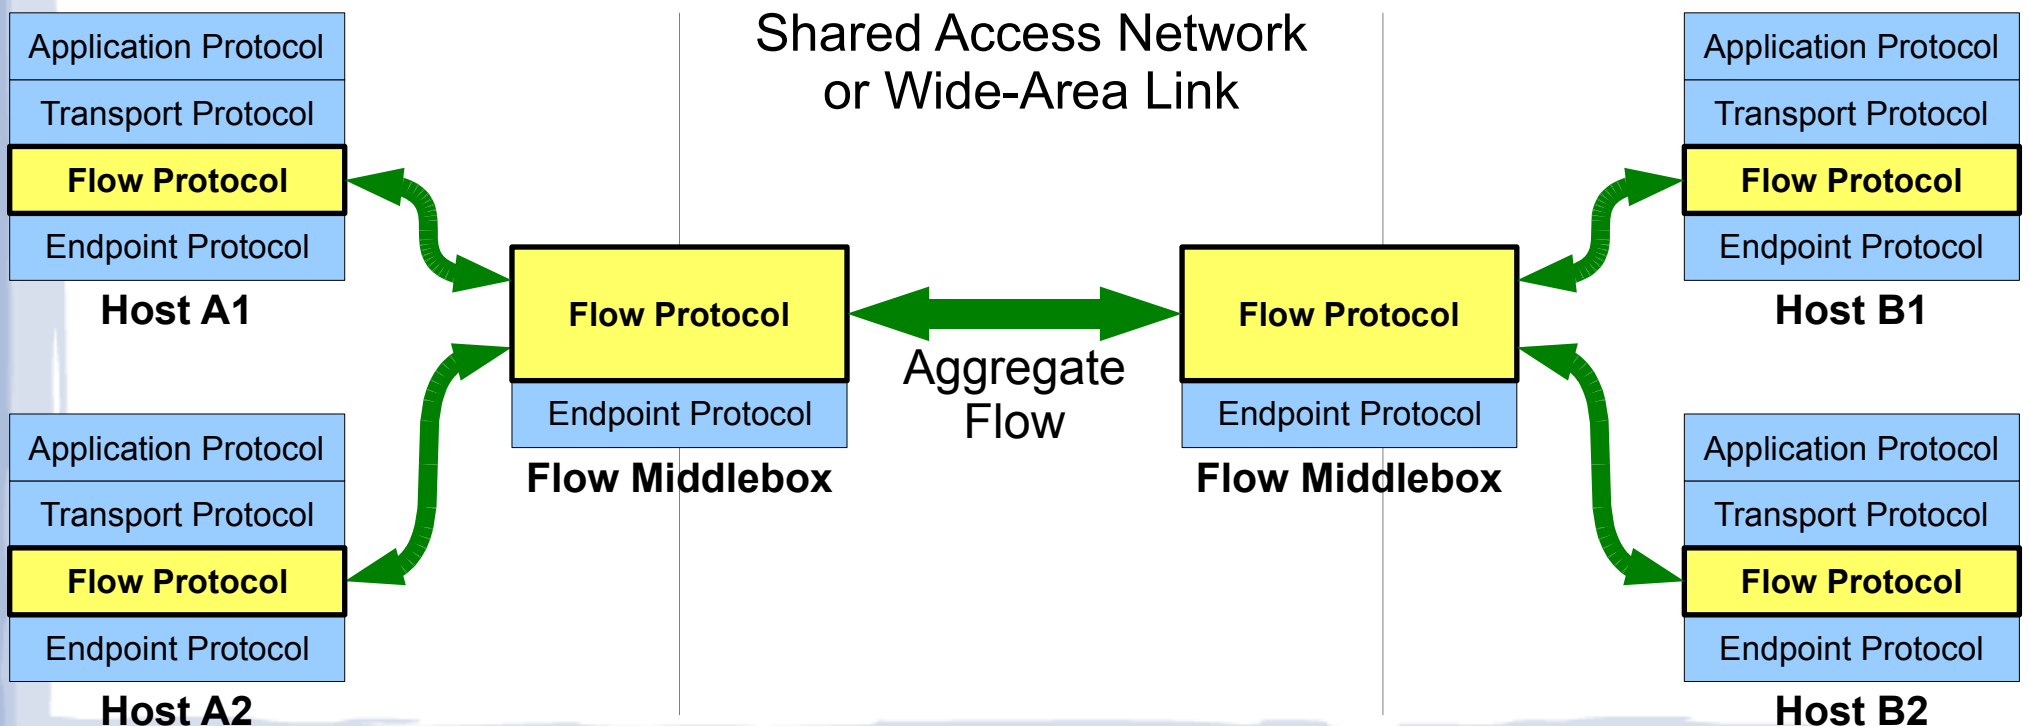 Shared Access Network
or Wide-Area Link
Application Protocol
Transport Protocol
Flow Protocol
Endpoint Protocol
Host A1
Application Protocol
Transport Protocol
Flow Protocol
Endpoint Protocol
Host A2
Flow Protocol
Endpoint Protocol
Flow Middlebox
Aggregate
Flow
Flow Protocol
Endpoint Protocol
Flow Middlebox
Application Protocol
Transport Protocol
Flow Protocol
Endpoint Protocol
Host B1
Application Protocol
Transport Protocol
Flow Protocol
Endpoint Protocol
Host B2